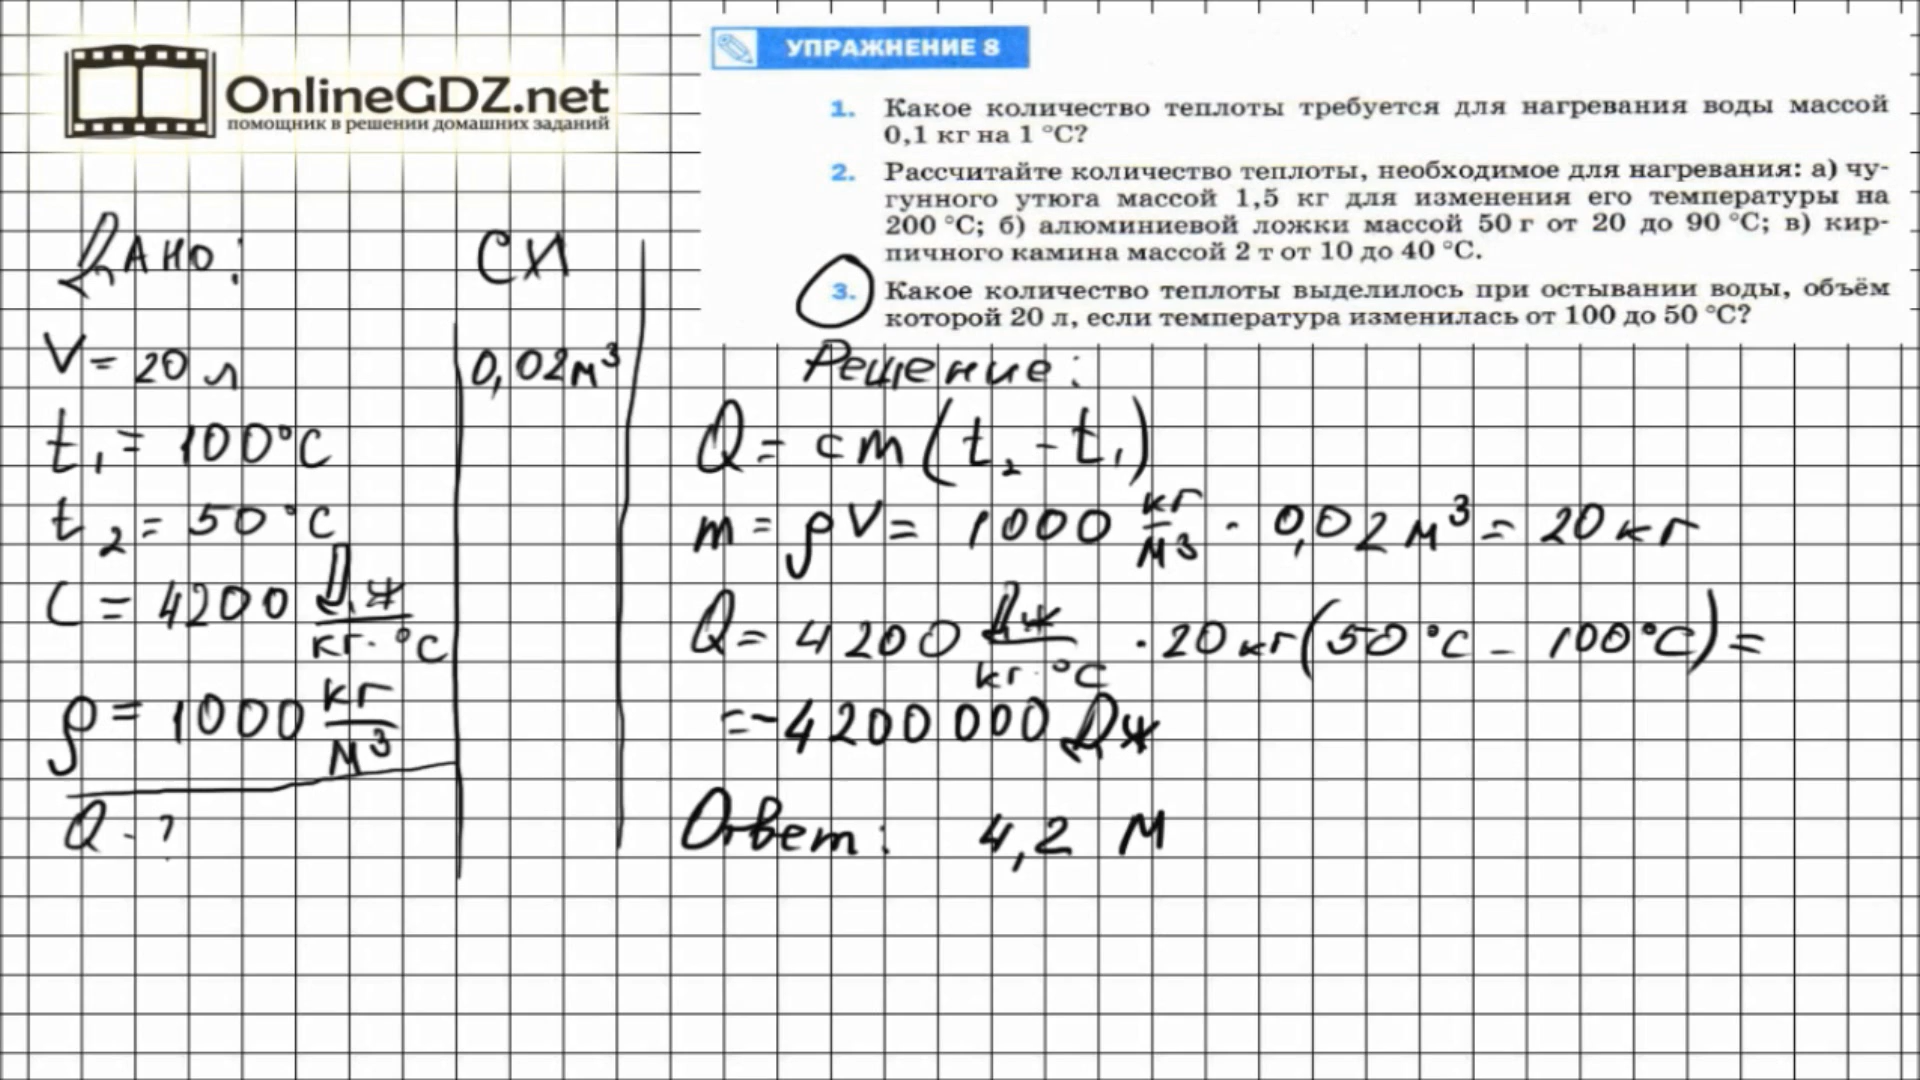 OnlineGDZ.net
помощник в решении домашних заданий
УПРАЖНЕНИЕ 8
1. Какое количество теплоты требуется для нагревания воды массой
0,1 кг на 1 °С?
2. Рассчитайте количество теплоты, необходимое для нагревания: а) чу-
гунного утюга массой 1,5 кг для изменения его температуры на
200 °С; б) алюминиевой ложки массой 50 г от 20 до 90 °С; в) кир-
пичного камина массой 2 т от 10 до 40 °С.
3. Какое количество теплоты выделилось при остывании воды, объём
которой 20 л, если температура изменилась от 100 до 50 °С?
Дано: СИ
V = 20 л 0,02 м³
t₁ = 100°С
t₂ = 50°С
c = 4200 Дж/кг·°С
ρ = 1000 кг/м³
Q - ?
Решение:
Q = cm(t₂ - t₁)
m = ρV = 1000 кг/м³ · 0,02 м³ = 20 кг
Q = 4200 Дж/кг·°С · 20 кг (50°С - 100°С) =
= -4200 000 Дж
Ответ: 4,2 М